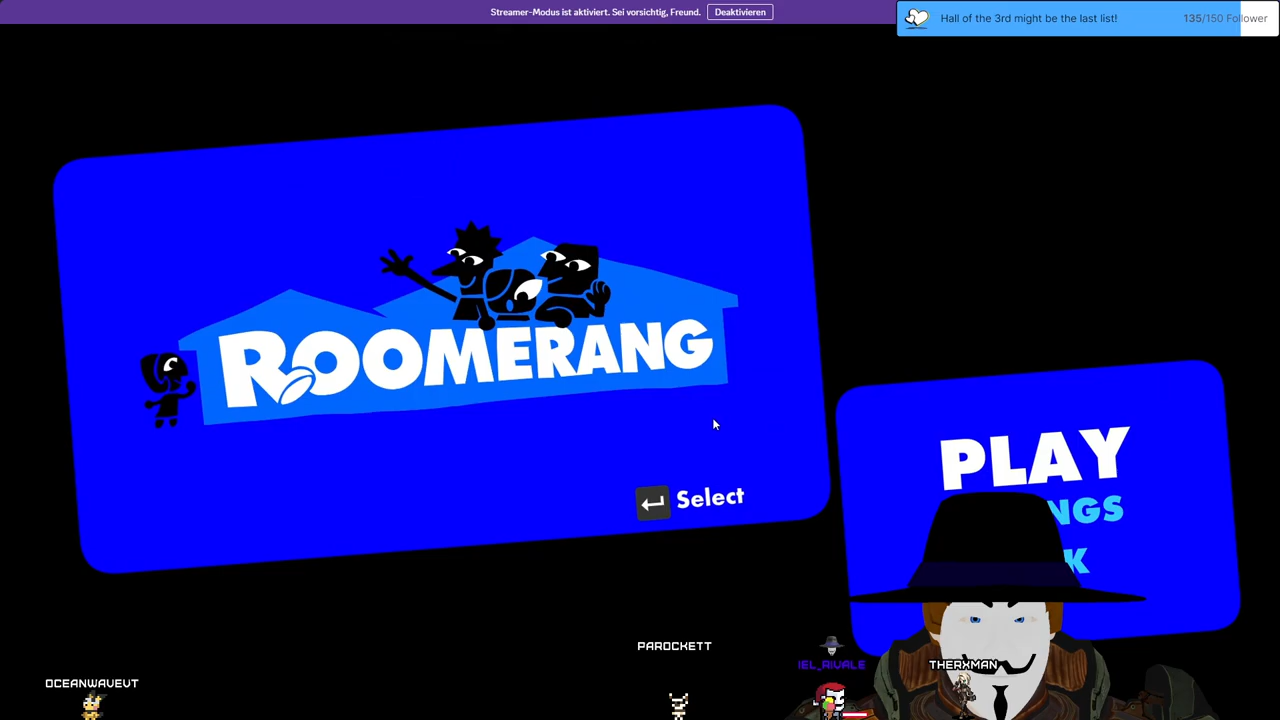 Streamer-Modus ist aktiviert. Sei vorsichtig, Freund. Deaktivieren
Hall of the 3rd might be the last list! 135/150 Follower
ROOMERANG
Select
PLAY
NGS
K
PAROCKETT
IEL_RIVALE
THERXMAN
OCEANWAVEVT